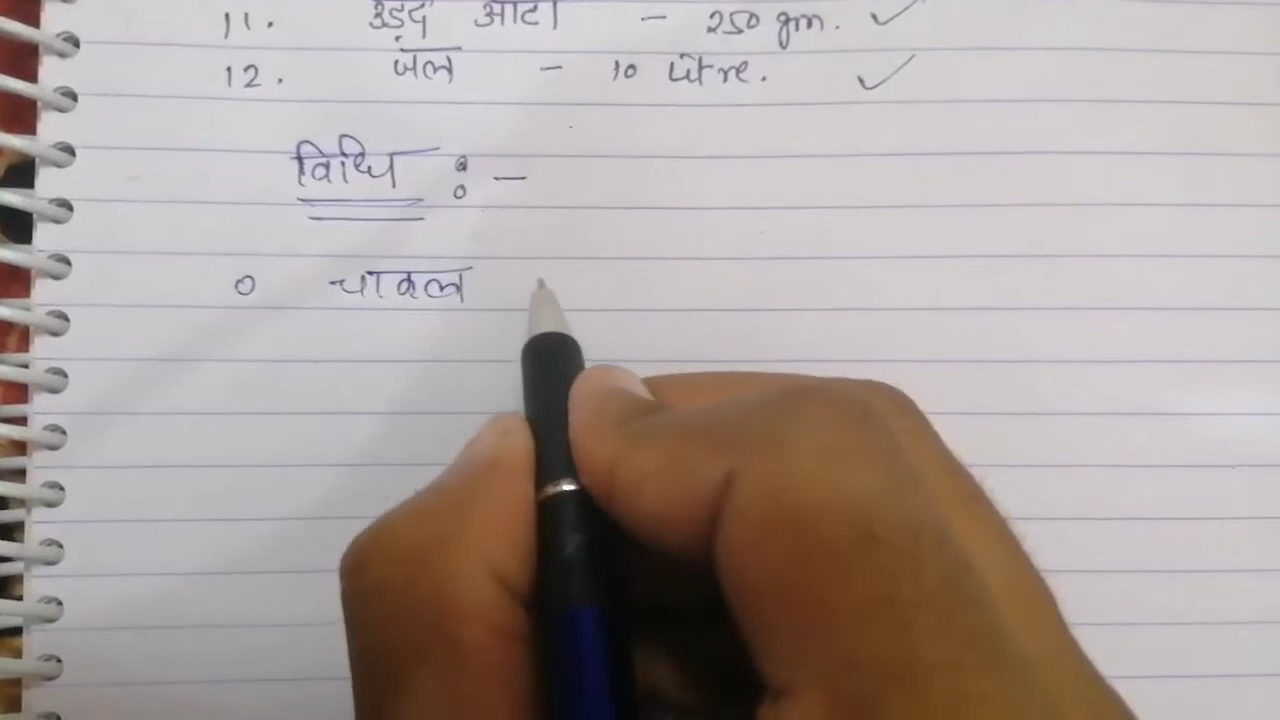 11. उड़द आटा - 250 gm. ✓
12. जल - 10 Litre. ✓
विधि :-
० चावल